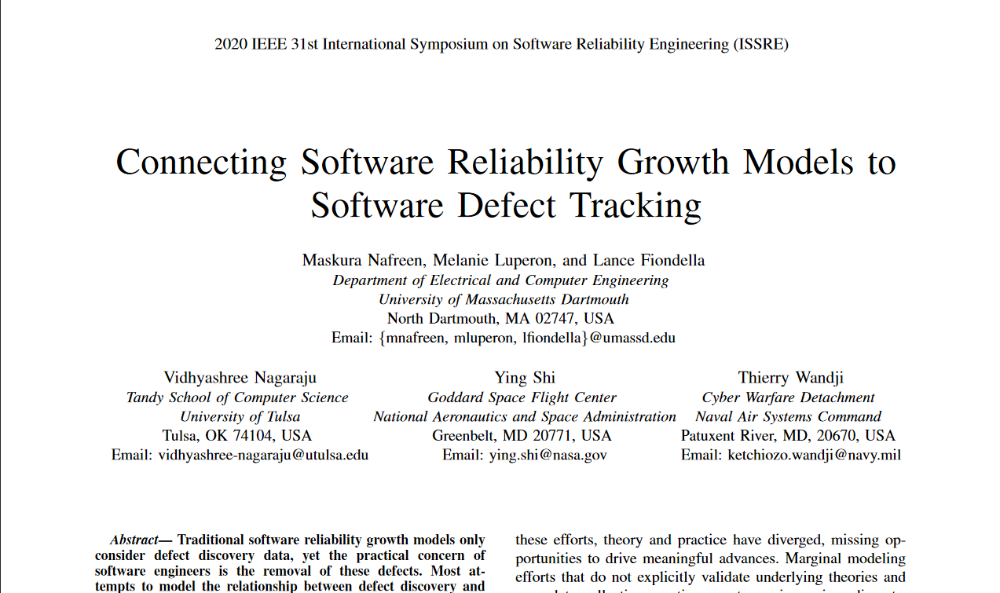 2020 IEEE 31st International Symposium on Software Reliability Engineering (ISSRE)
Connecting Software Reliability Growth Models to
Software Defect Tracking
Maskura Nafreen, Melanie Luperon, and Lance Fiondella
Department of Electrical and Computer Engineering
University of Massachusetts Dartmouth
North Dartmouth, MA 02747, USA
Email: {mnafreen, mluperon, lfiondella}@umassd.edu
Vidhyashree Nagaraju
Tandy School of Computer Science
University of Tulsa
Tulsa, OK 74104, USA
Email: vidhyashree-nagaraju@utulsa.edu
Ying Shi
Goddard Space Flight Center
National Aeronautics and Space Administration
Greenbelt, MD 20771, USA
Email: ying.shi@nasa.gov
Thierry Wandji
Cyber Warfare Detachment
Naval Air Systems Command
Patuxent River, MD, 20670, USA
Email: ketchiozo.wandji@navy.mil
Abstract— Traditional software reliability growth models only
consider defect discovery data, yet the practical concern of
software engineers is the removal of these defects. Most at-
tempts to model the relationship between defect discovery and
these efforts, theory and practice have diverged, missing op-
portunities to drive meaningful advances. Marginal modeling
efforts that do not explicitly validate underlying theories and